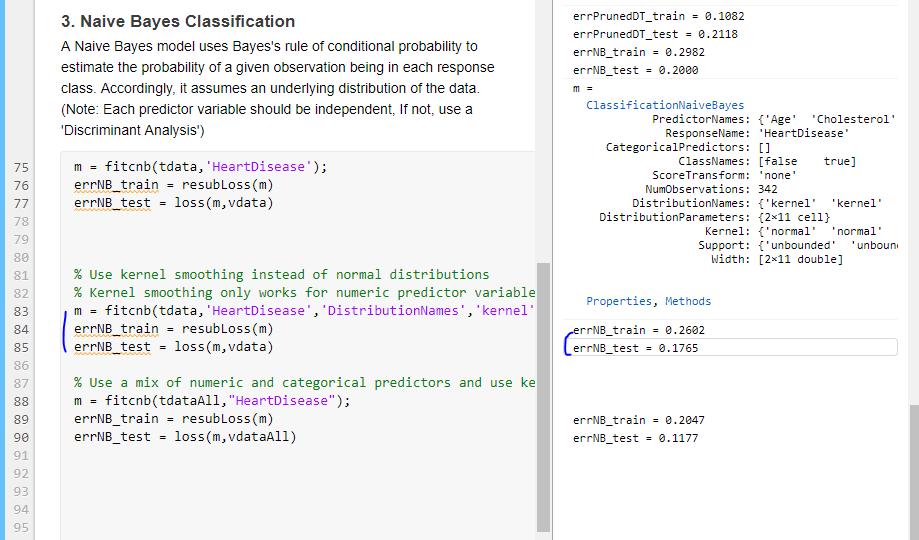 3. Naive Bayes Classification
A Naive Bayes model uses Bayes's rule of conditional probability to
estimate the probability of a given observation being in each response
class. Accordingly, it assumes an underlying distribution of the data.
(Note: Each predictor variable should be independent, If not, use a
'Discriminant Analysis')
75 m = fitcnb(tdata,'HeartDisease');
76 errNB_train = resubLoss(m)
77 errNB_test = loss(m,vdata)
78
79
80
81 % Use kernel smoothing instead of normal distributions
82 % Kernel smoothing only works for numeric predictor variable
83 m = fitcnb(tdata,'HeartDisease','DistributionNames','kernel'
84 errNB_train = resubLoss(m)
85 errNB_test = loss(m,vdata)
86
87 % Use a mix of numeric and categorical predictors and use ke
88 m = fitcnb(tdataAll,"HeartDisease");
89 errNB_train = resubLoss(m)
90 errNB_test = loss(m,vdataAll)
91
92
93
94
95
errPrunedDT_train = 0.1082
errPrunedDT_test = 0.2118
errNB_train = 0.2982
errNB_test = 0.2000
m =
ClassificationNaiveBayes
PredictorNames: {'Age' 'Cholesterol'
ResponseName: 'HeartDisease'
CategoricalPredictors: []
ClassNames: [false true]
ScoreTransform: 'none'
NumObservations: 342
DistributionNames: {'kernel' 'kernel'
DistributionParameters: {2×11 cell}
Kernel: {'normal' 'normal'
Support: {'unbounded' 'unboun
Width: [2×11 double]
Properties, Methods
errNB_train = 0.2602
errNB_test = 0.1765
errNB_train = 0.2047
errNB_test = 0.1177